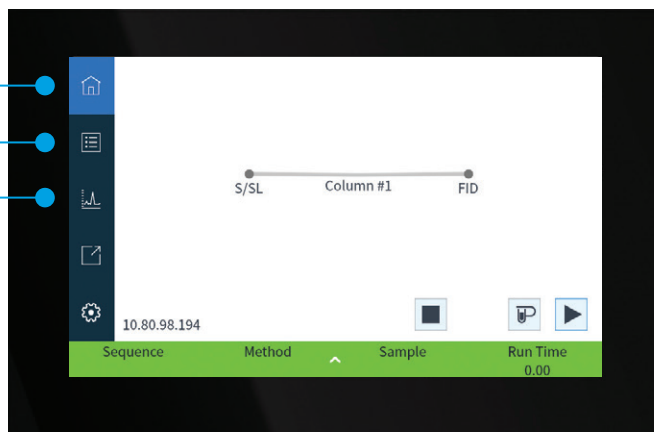 S/SL Column #1 FID
10.80.98.194
Sequence Method Sample Run Time
0.00